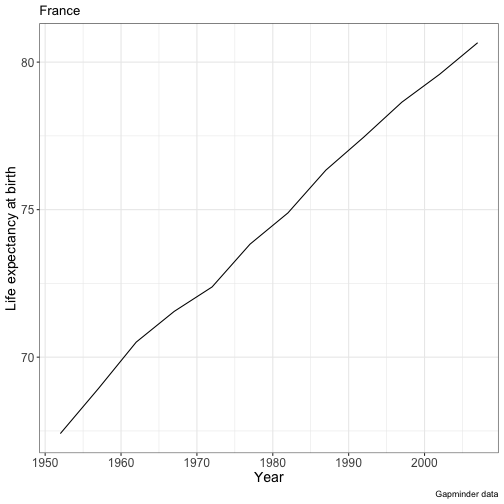 France
80
75
70
Life expectancy at birth
1950 1960 1970 1980 1990 2000
Year
Gapminder data